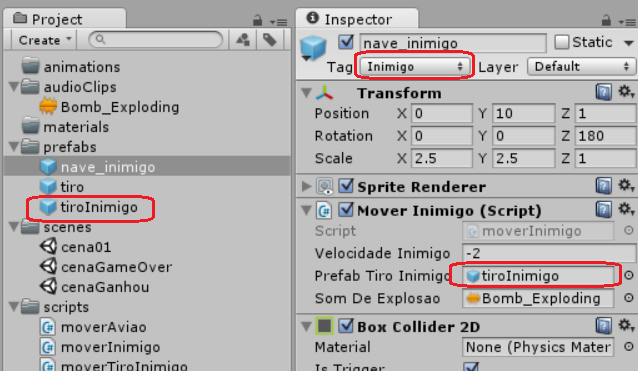 Project
Create
animations
audioClips
Bomb_Exploding
materials
prefabs
nave_inimigo
tiro
tiroInimigo
scenes
cena01
cenaGameOver
cenaGanhou
scripts
moverAviao
moverInimigo
moverTiroInimigo
Inspector
nave_inimigo Static
Tag Inimigo Layer Default
Transform
Position X 0 Y 10 Z 1
Rotation X 0 Y 0 Z 180
Scale X 2.5 Y 2.5 Z 1
Sprite Renderer
Mover Inimigo (Script)
Script moverInimigo
Velocidade Inimigo -2
Prefab Tiro Inimigo tiroInimigo
Som De Explosao Bomb_Exploding
Box Collider 2D
Material None (Physics Mater
Is Trigger